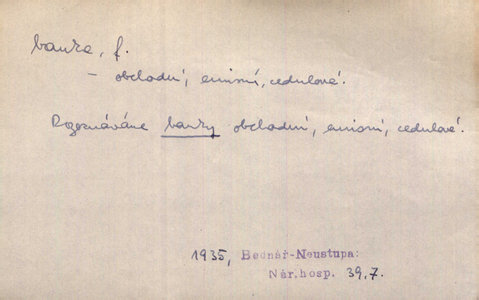 banka, f.
– obchodní, emisní, cedulové.
Rozeznáváme banky obchodní, emisní, cedulové.
1935, Bednář-Neustupa:
Nár.hosp. 39,7.